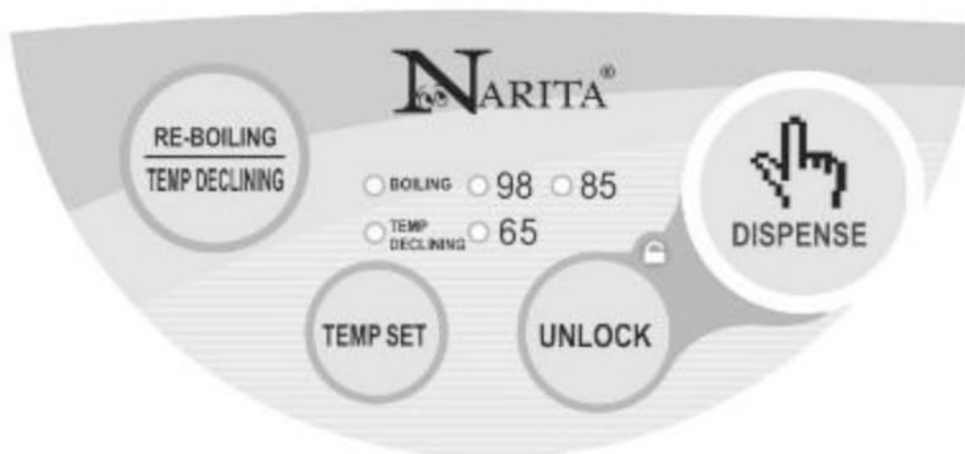 NARITA®
RE-BOILING
TEMP DECLINING
BOILING 98 85
TEMP
DECLINING 65
DISPENSE
TEMP SET
UNLOCK